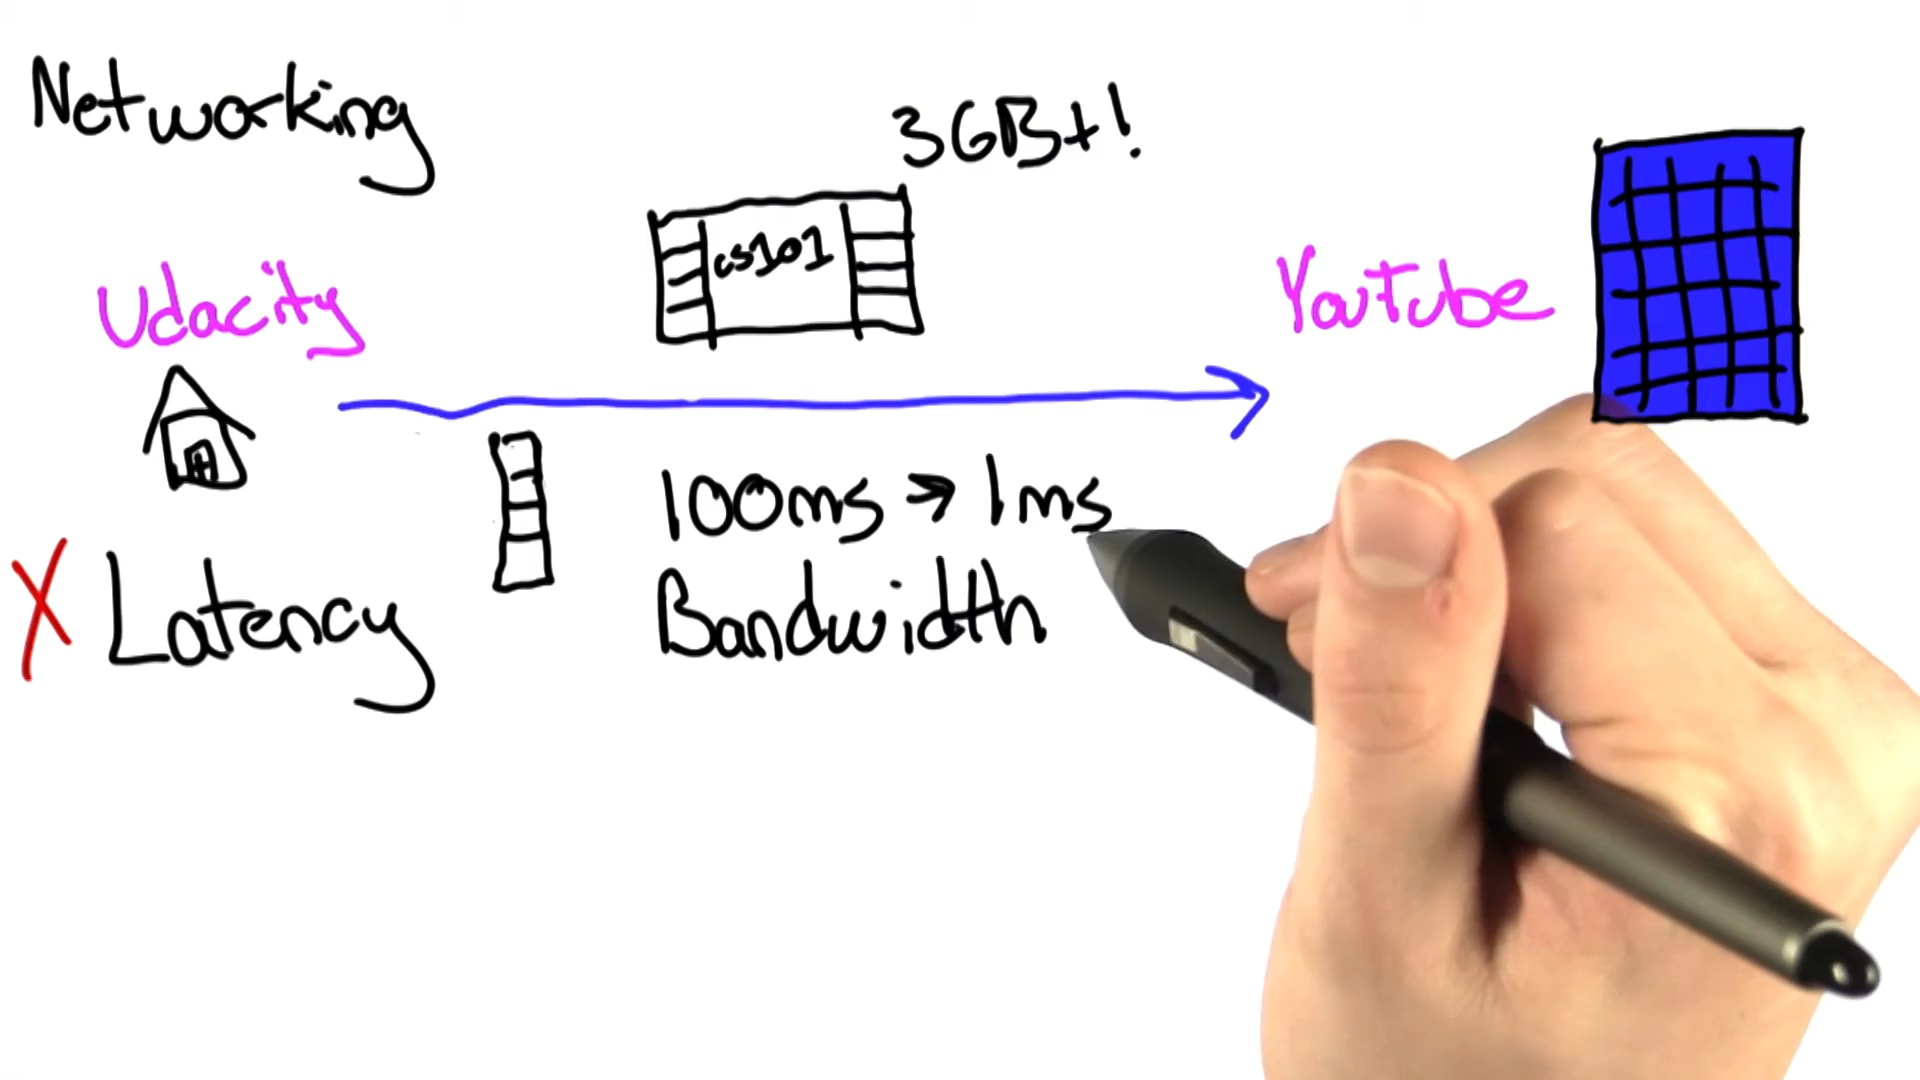 Networking
3GB+!
cs101
Udacity
YouTube
100ms → 1ms
X Latency
Bandwidth